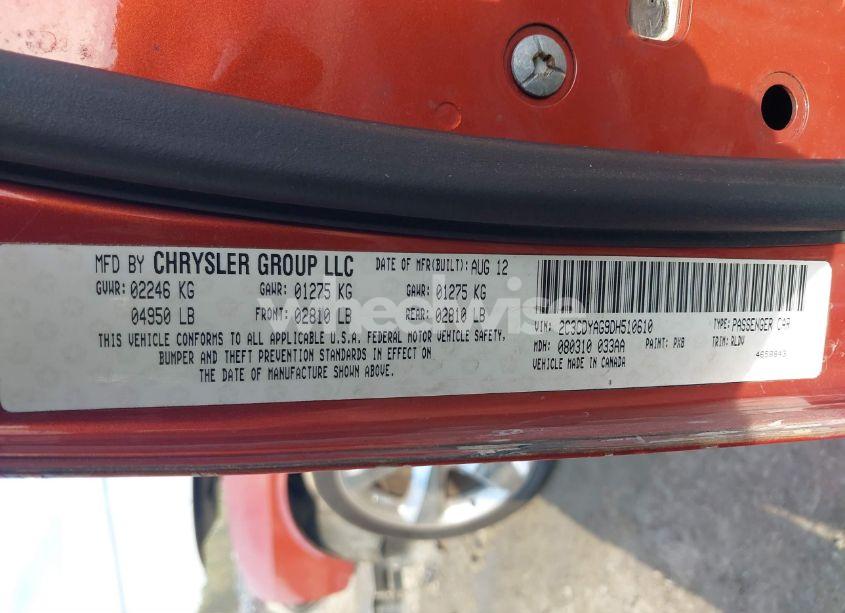 MFD BY CHRYSLER GROUP LLC DATE OF MFR(BUILT): AUG 12
GVWR: 02246 KG GAWR: 01275 KG GAWR: 01275 KG
04950 LB FRONT: 02810 LB REAR: 02810 LB
THIS VEHICLE CONFORMS TO ALL APPLICABLE U.S.A. FEDERAL MOTOR VEHICLE SAFETY,
BUMPER AND THEFT PREVENTION STANDARDS IN EFFECT ON
THE DATE OF MANUFACTURE SHOWN ABOVE.
VIN: 2C3CDYAG9DH510610 TYPE: PASSENGER CAR
MDH: 080310 033AA PAINT: PXB TRIM: RLDV
VEHICLE MADE IN CANADA 4658843
wheelwise